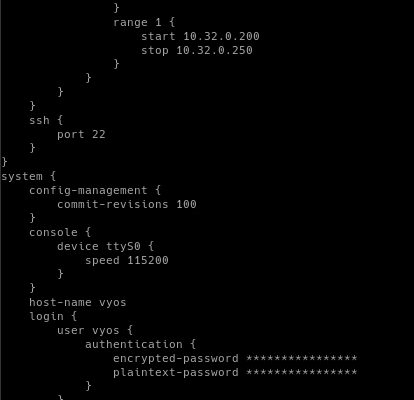 }
                range 1 {
                    start 10.32.0.200
                    stop 10.32.0.250
                }
            }
        }
    }
    ssh {
        port 22
    }
}
system {
    config-management {
        commit-revisions 100
    }
    console {
        device ttyS0 {
            speed 115200
        }
    }
    host-name vyos
    login {
        user vyos {
            authentication {
                encrypted-password ****************
                plaintext-password ****************
            }
        }